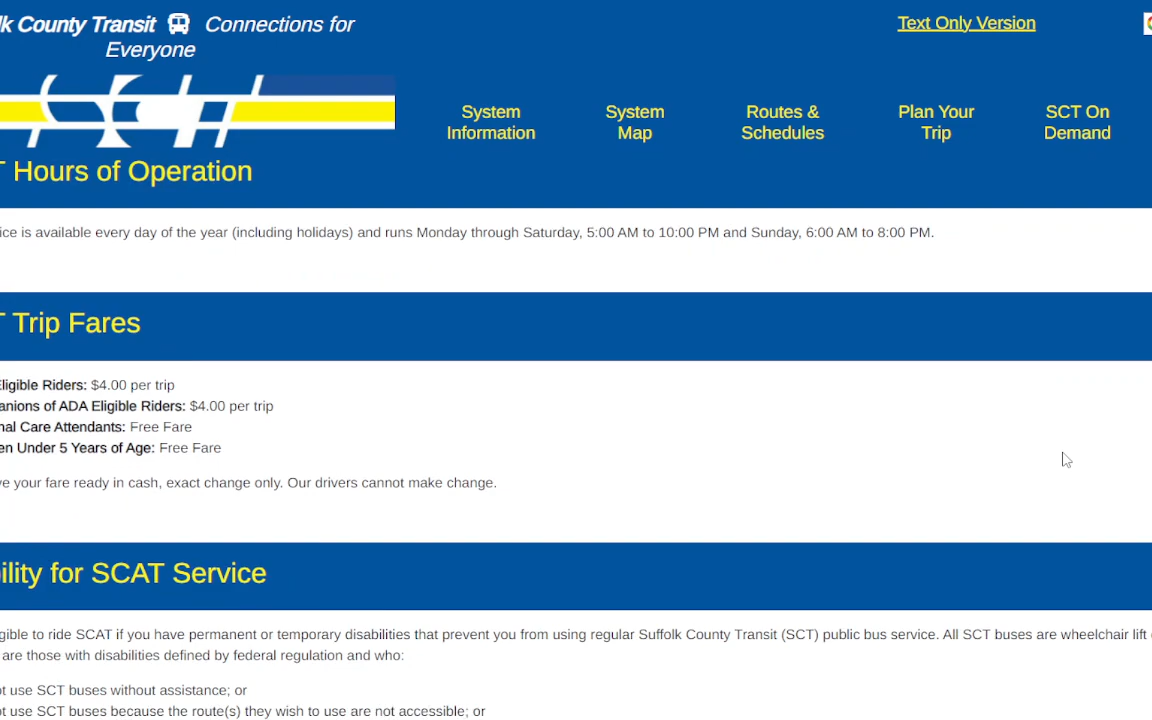 County Transit Connections for
Everyone
Text Only Version
System
Information
System
Map
Routes &
Schedules
Plan Your
Trip
SCT On
Demand
Hours of Operation
is available every day of the year (including holidays) and runs Monday through Saturday, 5:00 AM to 10:00 PM and Sunday, 6:00 AM to 8:00 PM.
Trip Fares
Eligible Riders: $4.00 per trip
of ADA Eligible Riders: $4.00 per trip
Care Attendants: Free Fare
Under 5 Years of Age: Free Fare
your fare ready in cash, exact change only. Our drivers cannot make change.
for SCAT Service
to ride SCAT if you have permanent or temporary disabilities that prevent you from using regular Suffolk County Transit (SCT) public bus service. All SCT buses are wheelchair lift
are those with disabilities defined by federal regulation and who:
use SCT buses without assistance; or
use SCT buses because the route(s) they wish to use are not accessible; or